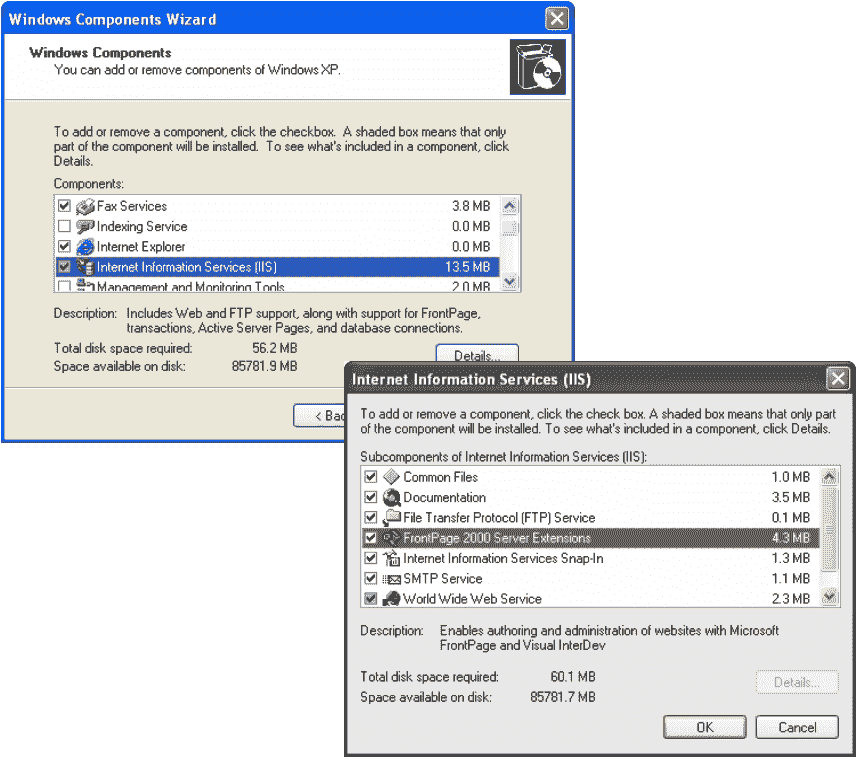 Windows Components Wizard
Windows Components
You can add or remove components of Windows XP.
To add or remove a component, click the checkbox. A shaded box means that only
part of the component will be installed. To see what's included in a component, click
Details.
Components:
Fax Services 3.8 MB
Indexing Service 0.0 MB
Internet Explorer 0.0 MB
Internet Information Services (IIS) 13.5 MB
Management and Monitoring Tools 2.0 MB
Description: Includes Web and FTP support, along with support for FrontPage,
transactions, Active Server Pages, and database connections.
Total disk space required: 56.2 MB
Space available on disk: 85781.9 MB
Details...
< Bac
Internet Information Services (IIS)
To add or remove a component, click the check box. A shaded box means that only part
of the component will be installed. To see what's included in a component, click Details.
Subcomponents of Internet Information Services (IIS):
Common Files 1.0 MB
Documentation 3.5 MB
File Transfer Protocol (FTP) Service 0.1 MB
FrontPage 2000 Server Extensions 4.3 MB
Internet Information Services Snap-In 1.3 MB
SMTP Service 1.1 MB
World Wide Web Service 2.3 MB
Description: Enables authoring and administration of websites with Microsoft
FrontPage and Visual InterDev
Total disk space required: 60.1 MB
Space available on disk: 85781.7 MB
Details...
OK Cancel